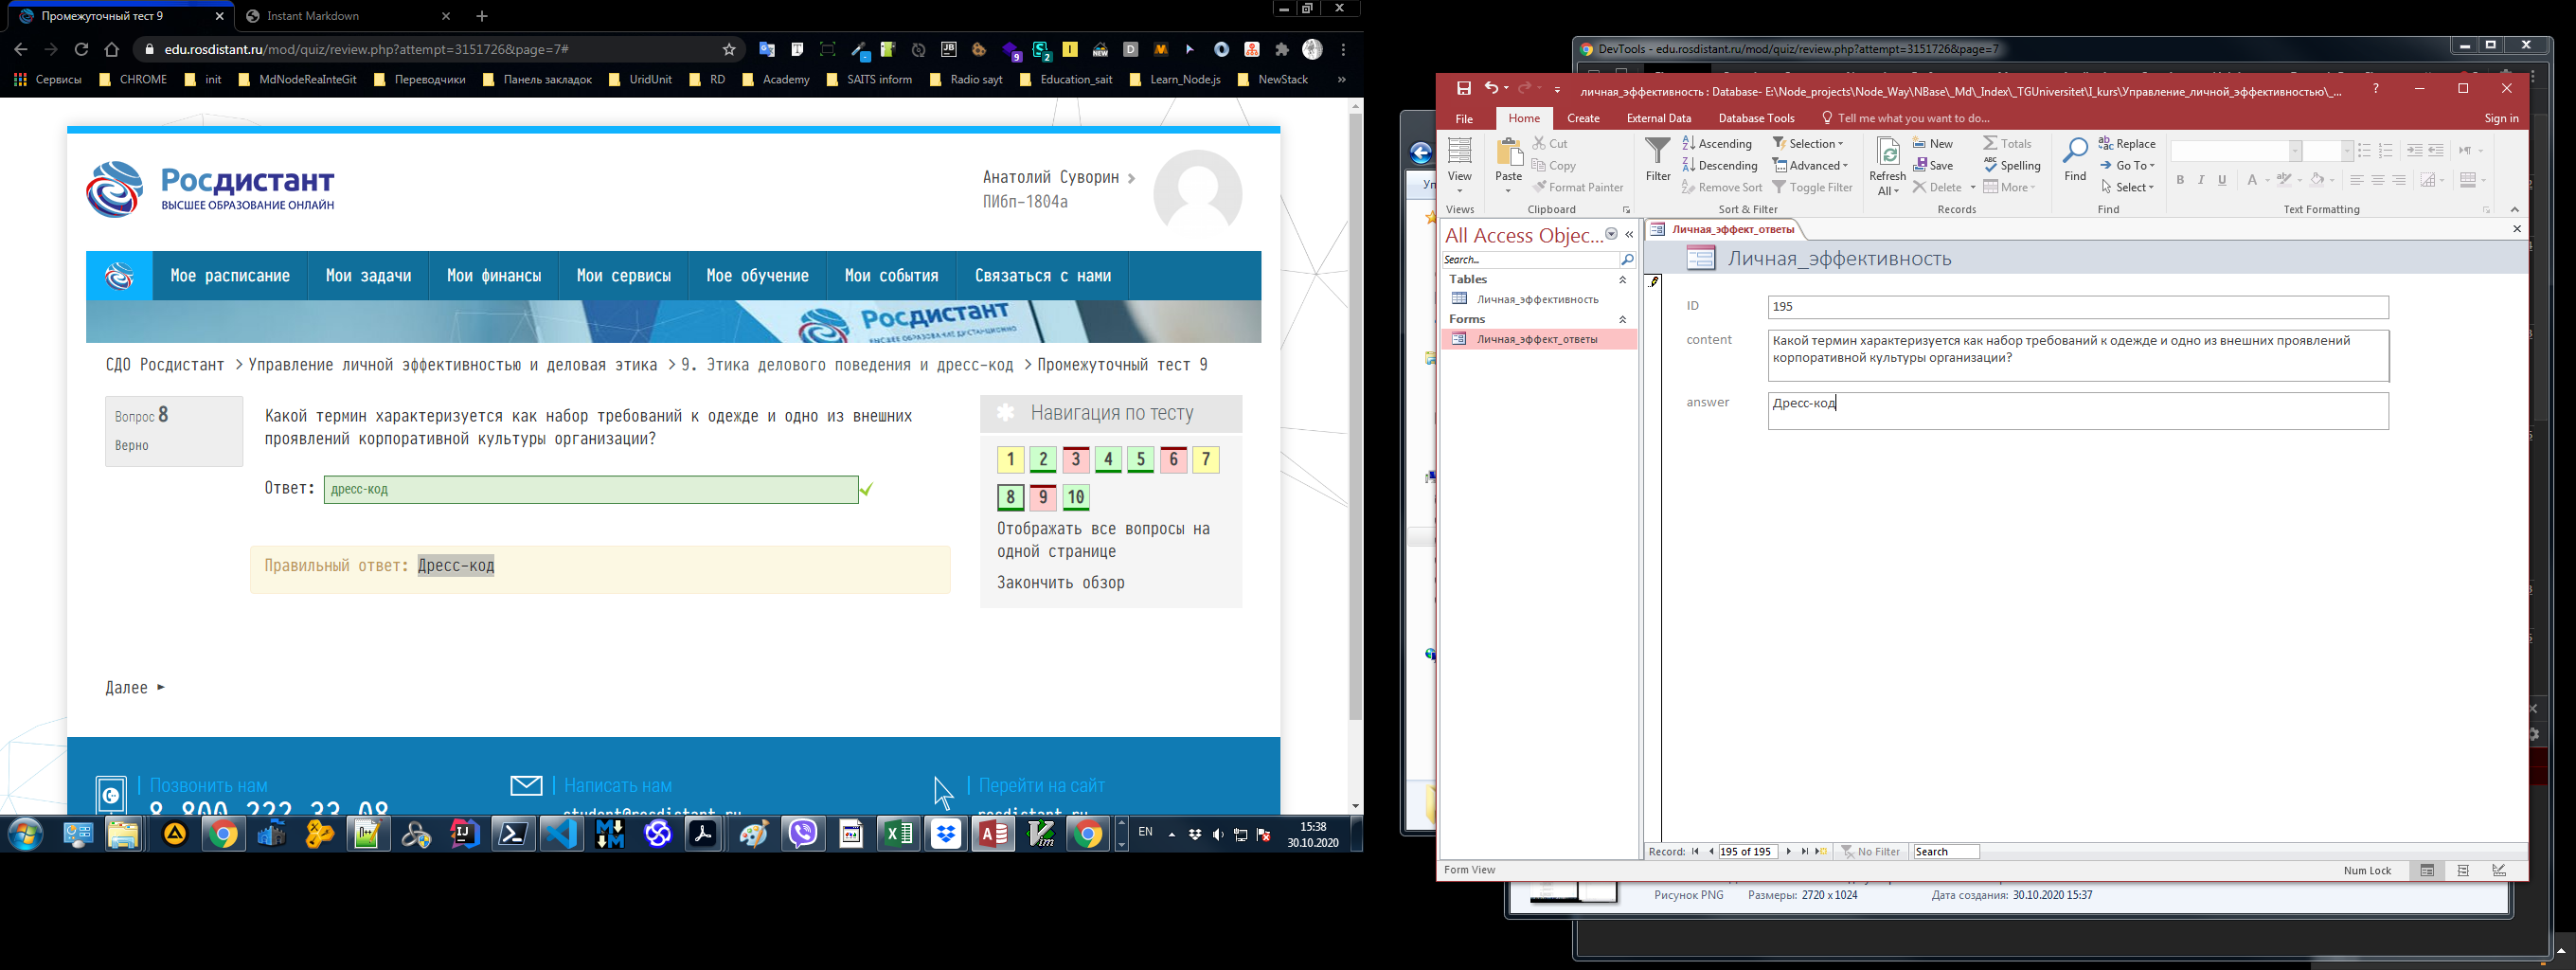 Промежуточный тест 9
Instant Markdown
edu.rosdistant.ru/mod/quiz/review.php?attempt=3151726&page=7#
Сервисы
CHROME
init
MdNodeReaInteGit
Переводчики
Панель закладок
UridUnit
RD
Academy
SAITS inform
Radio sayt
Education_sait
Learn_Node.js
NewStack
Росдистант
ВЫСШЕЕ ОБРАЗОВАНИЕ ОНЛАЙН
Анатолий Суворин
ПИбп-1804а
Мое расписание
Мои задачи
Мои финансы
Мои сервисы
Мое обучение
Мои события
Связаться с нами
Росдистант
СДО Росдистант > Управление личной эффективностью и деловая этика > 9. Этика делового поведения и дресс-код > Промежуточный тест 9
Вопрос 8
Верно
Какой термин характеризуется как набор требований к одежде и одно из внешних
проявлений корпоративной культуры организации?
Ответ: дресс-код
Правильный ответ: Дресс-код
Навигация по тесту
1 2 3 4 5 6 7
8 9 10
Отображать все вопросы на
одной странице
Закончить обзор
Далее ►
Позвонить нам
8 800 222 33 08
Написать нам
student@rosdistant.ru
Перейти на сайт
rosdistant.ru
EN
15:38
30.10.2020
DevTools - edu.rosdistant.ru/mod/quiz/review.php?attempt=3151726&page=7
личная_эффективность : Database- E:\Node_projects\Node_Way\NBase\_Md\_Index\_TGUniversitet\I_kurs\Управление_личной_эффективностью\_...
File
Home
Create
External Data
Database Tools
Tell me what you want to do...
Sign in
View
Views
Paste
Cut
Copy
Format Painter
Clipboard
Filter
Ascending
Descending
Remove Sort
Selection
Advanced
Toggle Filter
Sort & Filter
Refresh
All
New
Save
Delete
Totals
Spelling
More
Records
Find
Replace
Go To
Select
Find
B I U
A
Text Formatting
All Access Objec...
Search...
Tables
Личная_эффективность
Forms
Личная_эффект_ответы
Личная_эффект_ответы
Личная_эффективность
ID
195
content
Какой термин характеризуется как набор требований к одежде и одно из внешних проявлений
корпоративной культуры организации?
answer
Дресс-код
Record:
195 of 195
No Filter
Search
Form View
Num Lock
Рисунок PNG
Размеры: 2720 x 1024
Дата создания: 30.10.2020 15:37